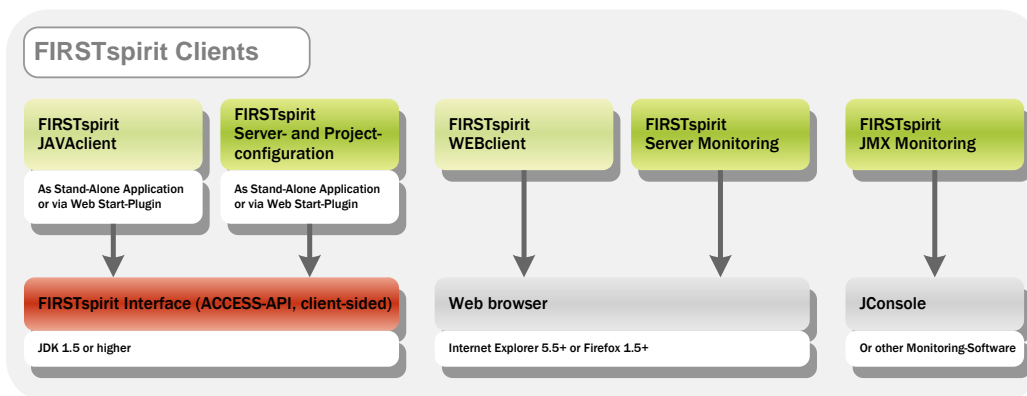 FIRSTspirit Clients
FIRSTspirit
JAVAclient
As Stand-Alone Application
or via Web Start-Plugin
FIRSTspirit
Server- and Project-
configuration
As Stand-Alone Application
or via Web Start-Plugin
FIRSTspirit
WEBclient
FIRSTspirit
Server Monitoring
FIRSTspirit
JMX Monitoring
FIRSTspirit Interface (ACCESS-API, client-sided)
JDK 1.5 or higher
Web browser
Internet Explorer 5.5+ or Firefox 1.5+
JConsole
Or other Monitoring-Software